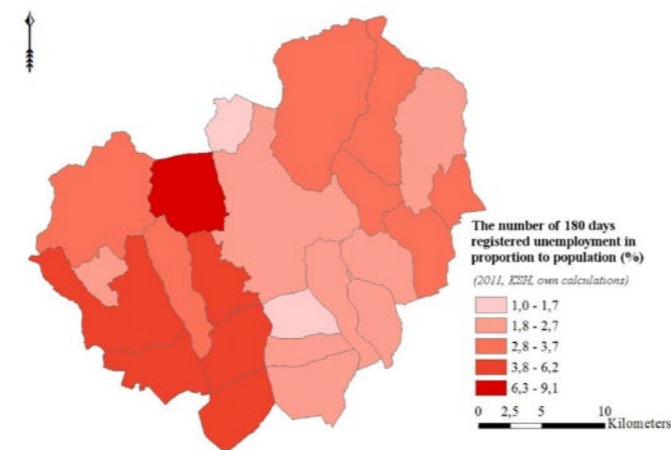 The number of 180 days
registered unemployment in
proportion to population (%)
(2011, KSH, own calculations)
1,0 - 1,7
1,8 - 2,7
2,8 - 3,7
3,8 - 6,2
6,3 - 9,1
0 2,5 5 10
Kilometers